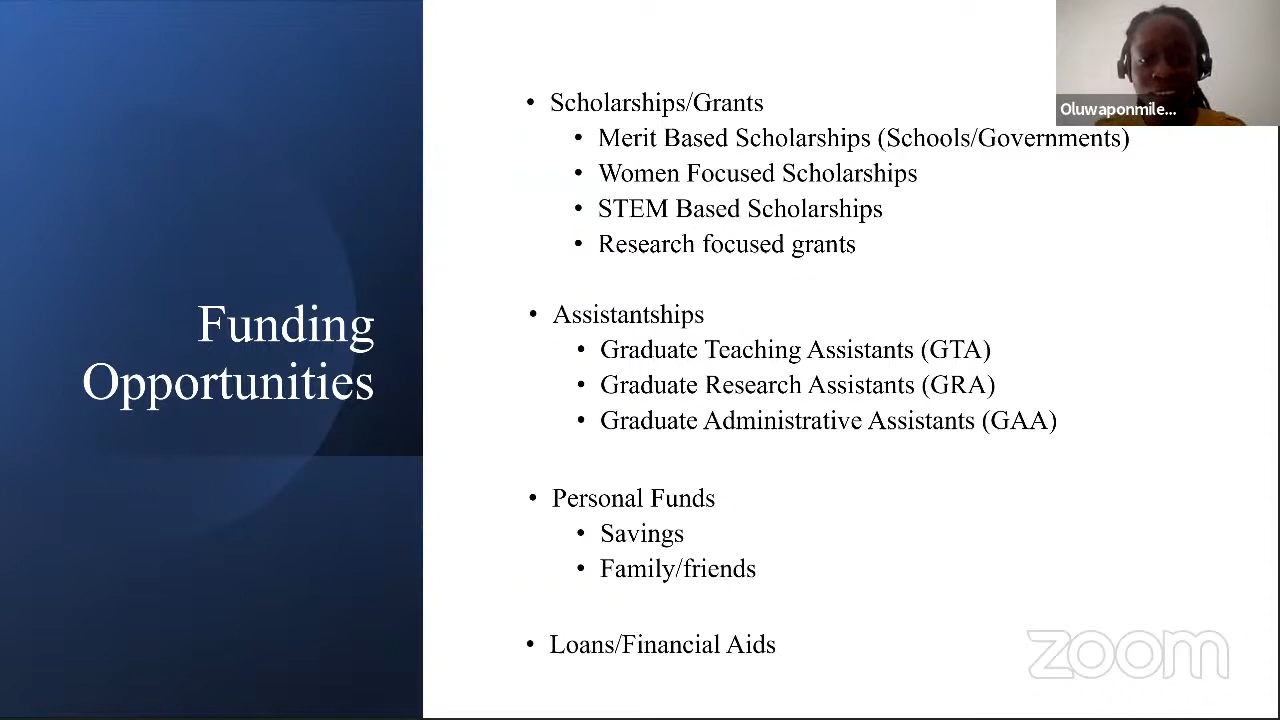 Funding
Opportunities
• Scholarships/Grants
• Merit Based Scholarships (Schools/Governments)
• Women Focused Scholarships
• STEM Based Scholarships
• Research focused grants
• Assistantships
• Graduate Teaching Assistants (GTA)
• Graduate Research Assistants (GRA)
• Graduate Administrative Assistants (GAA)
• Personal Funds
• Savings
• Family/friends
• Loans/Financial Aids
Oluwaponmile...
zoom